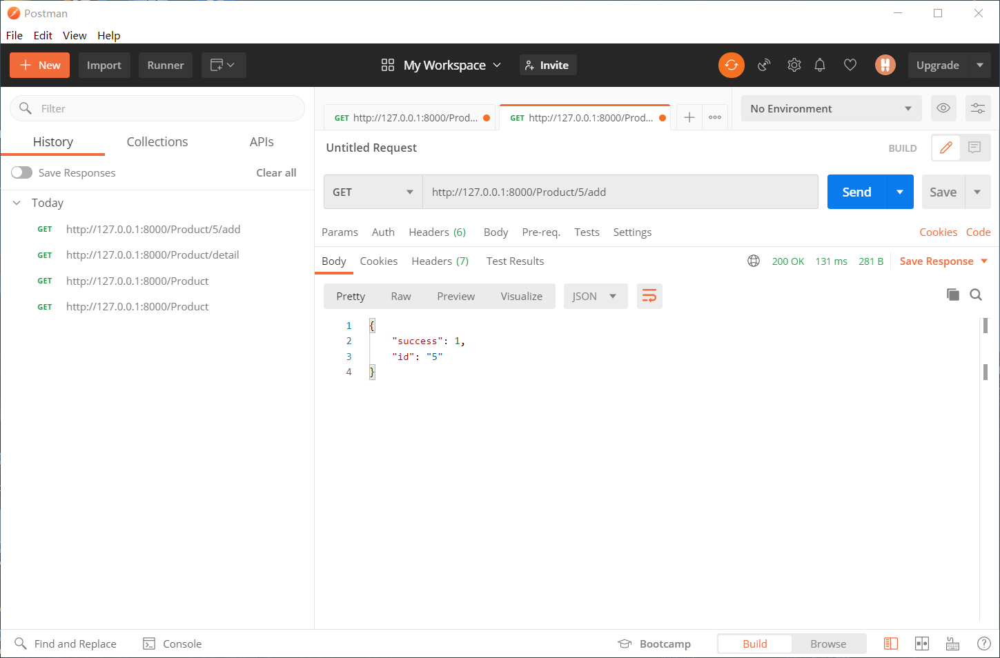 Postman
File Edit View Help
New Import Runner My Workspace Invite Upgrade
Filter
History Collections APIs
Save Responses Clear all
Today
GET http://127.0.0.1:8000/Product/5/add
GET http://127.0.0.1:8000/Product/detail
GET http://127.0.0.1:8000/Product
GET http://127.0.0.1:8000/Product
GET http://127.0.0.1:8000/Prod... GET http://127.0.0.1:8000/Prod... No Environment
Untitled Request BUILD
GET http://127.0.0.1:8000/Product/5/add Send Save
Params Auth Headers (6) Body Pre-req. Tests Settings Cookies Code
Body Cookies Headers (7) Test Results 200 OK 131 ms 281 B Save Response
Pretty Raw Preview Visualize JSON
1 {
2 "success": 1,
3 "id": "5"
4 }
Find and Replace Console Bootcamp Build Browse